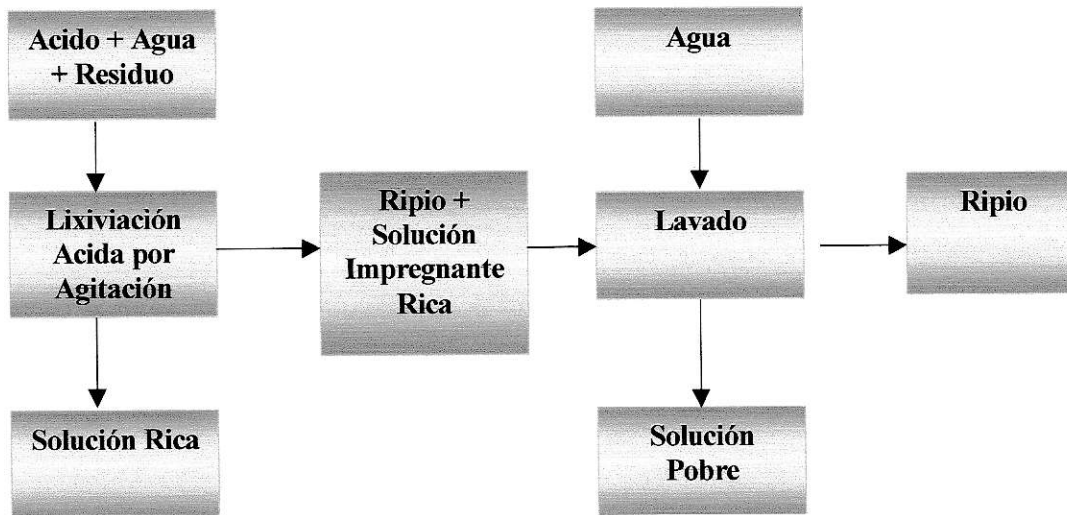 Acido + Agua
+ Residuo
Agua
Lixiviación
Acida por
Agitación
Ripio +
Solución
Impregnante
Rica
Lavado
Ripio
Solución Rica
Solución
Pobre